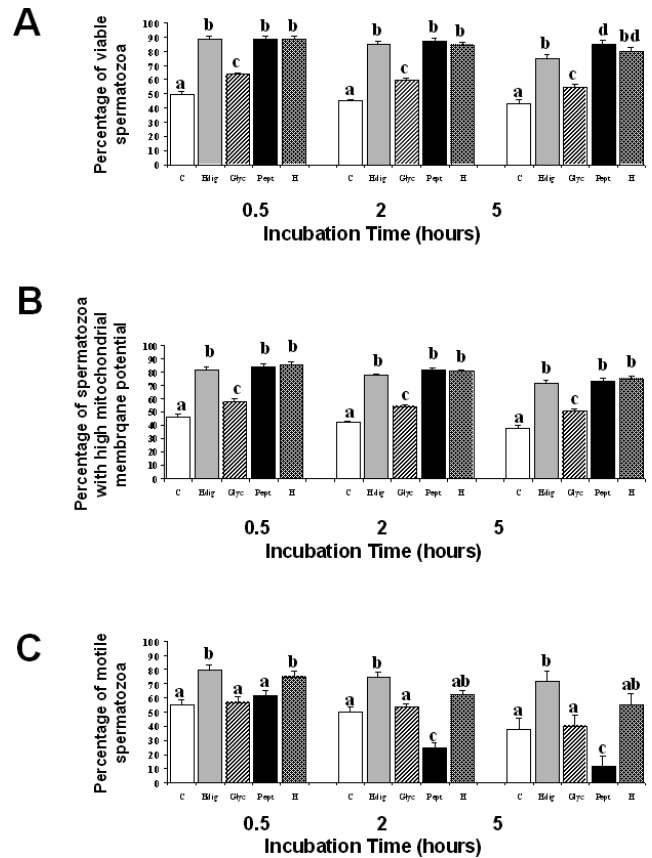 A
Percentage of viable
spermatozoa
100
90
80
70
60
50
40
30
20
10
0
a b c b b
a b c b b
a b c d bd
C Hdig Glyc Pept H
C Hdig Glyc Pept H
C Hdig Glyc Pept H
0.5 2 5
Incubation Time (hours)
B
Percentage of spermatozoa
with high mitochondrial
membrqane potential
100
90
80
70
60
50
40
30
20
10
0
a b c b b
a b c b b
a b c b b
C Hdig Glyc Pept H
C Hdig Glyc Pept H
C Hdig Glyc Pept H
0.5 2 5
Incubation Time (hours)
C
Percentage of motile
spermatozoa
100
90
80
70
60
50
40
30
20
10
0
a b a a b
a b a c ab
a b a c ab
C Hdig Glyc Pept H
C Hdig Glyc Pept H
C Hdig Glyc Pept H
0.5 2 5
Incubation Time (hours)